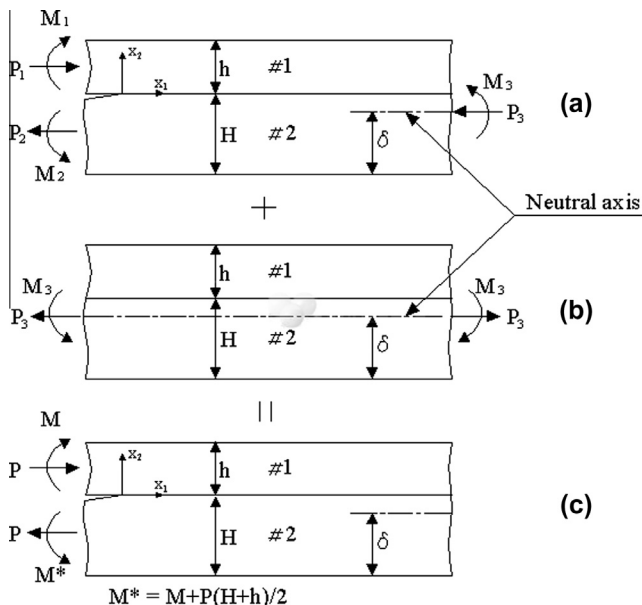 M₁
x₂
P₁
h
#1
x₁
M₃
(a)
P₂
H
#2
δ
P₃
M₂
Neutral axis
+
h
#1
M₃
M₃
P₃
H
#2
δ
P₃
(b)
=
M
x₂
P
h
#1
x₁
(c)
P
H
#2
δ
M*
M* = M+P(H+h)/2